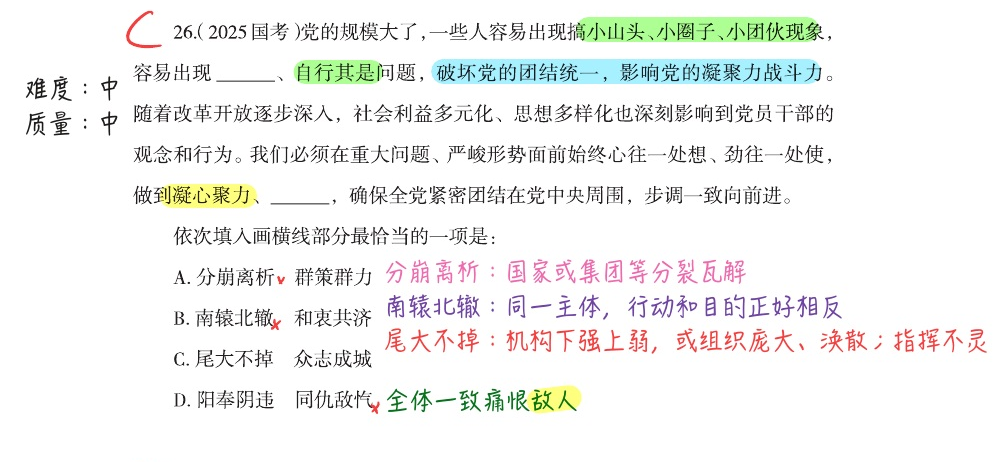 C 26.(2025国考)党的规模大了,一些人容易出现搞小山头、小圈子、小团伙现象,
容易出现______、自行其是问题,破坏党的团结统一,影响党的凝聚力战斗力。
难度:中
随着改革开放逐步深入,社会利益多元化、思想多样化也深刻影响到党员干部的
质量:中
观念和行为。我们必须在重大问题、严峻形势面前始终心往一处想、劲往一处使,
做到凝心聚力、______,确保全党紧密团结在党中央周围,步调一致向前进。
依次填入画横线部分最恰当的一项是:
A. 分崩离析 群策群力 分崩离析:国家或集团等分裂瓦解
B. 南辕北辙 和衷共济 南辕北辙:同一主体,行动和目的正好相反
C. 尾大不掉 众志成城 尾大不掉:机构下强上弱,或组织庞大、涣散;指挥不灵
D. 阳奉阴违 同仇敌忾 全体一致痛恨敌人